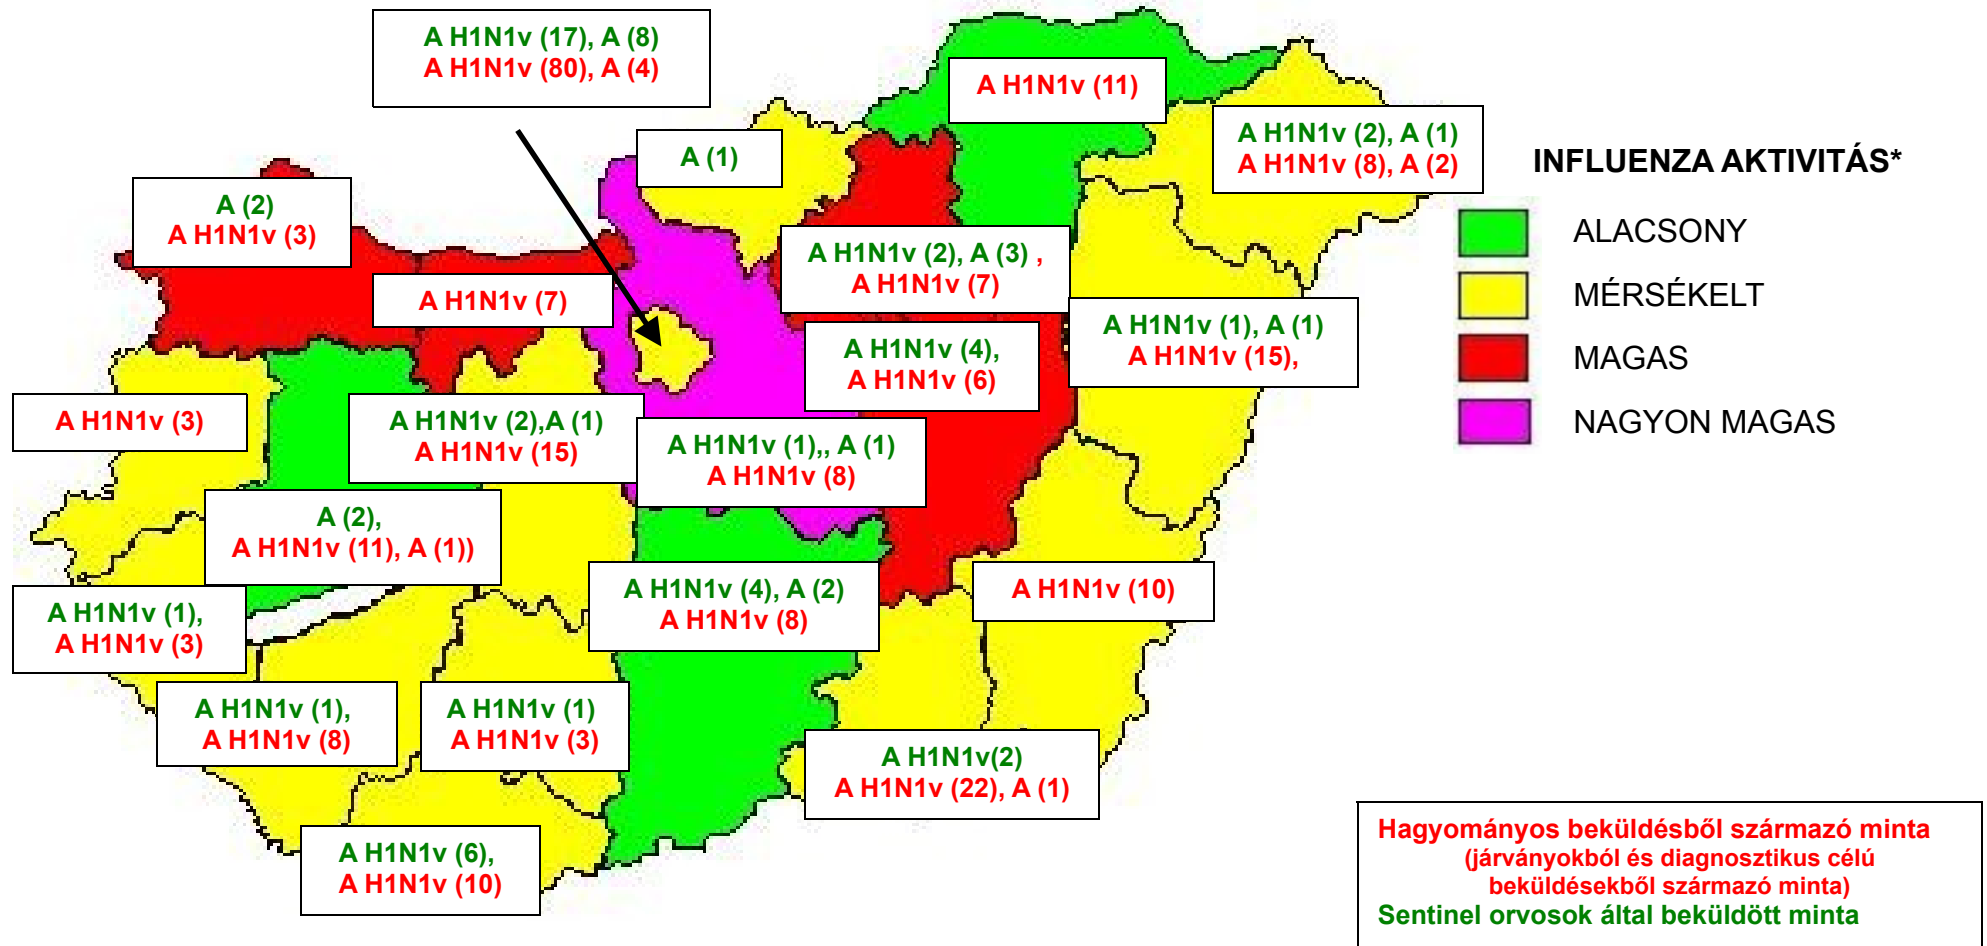 A H1N1v (17), A (8)
A H1N1v (80), A (4)
A H1N1v (11)
A H1N1v (2), A (1)
A H1N1v (8), A (2)
A (1)
A (2)
A H1N1v (3)
A H1N1v (2), A (3) ,
A H1N1v (7)
A H1N1v (7)
A H1N1v (1), A (1)
A H1N1v (15),
A H1N1v (4),
A H1N1v (6)
A H1N1v (3)
A H1N1v (2),A (1)
A H1N1v (15)
A H1N1v (1),, A (1)
A H1N1v (8)
A (2),
A H1N1v (11), A (1))
A H1N1v (4), A (2)
A H1N1v (8)
A H1N1v (10)
A H1N1v (1),
A H1N1v (3)
A H1N1v (1),
A H1N1v (8)
A H1N1v (1)
A H1N1v (3)
A H1N1v(2)
A H1N1v (22), A (1)
A H1N1v (6),
A H1N1v (10)
INFLUENZA AKTIVITÁS*
ALACSONY
MÉRSÉKELT
MAGAS
NAGYON MAGAS
Hagyományos beküldésből származó minta
(járványokból és diagnosztikus célú
beküldésekből származó minta)
Sentinel orvosok által beküldött minta